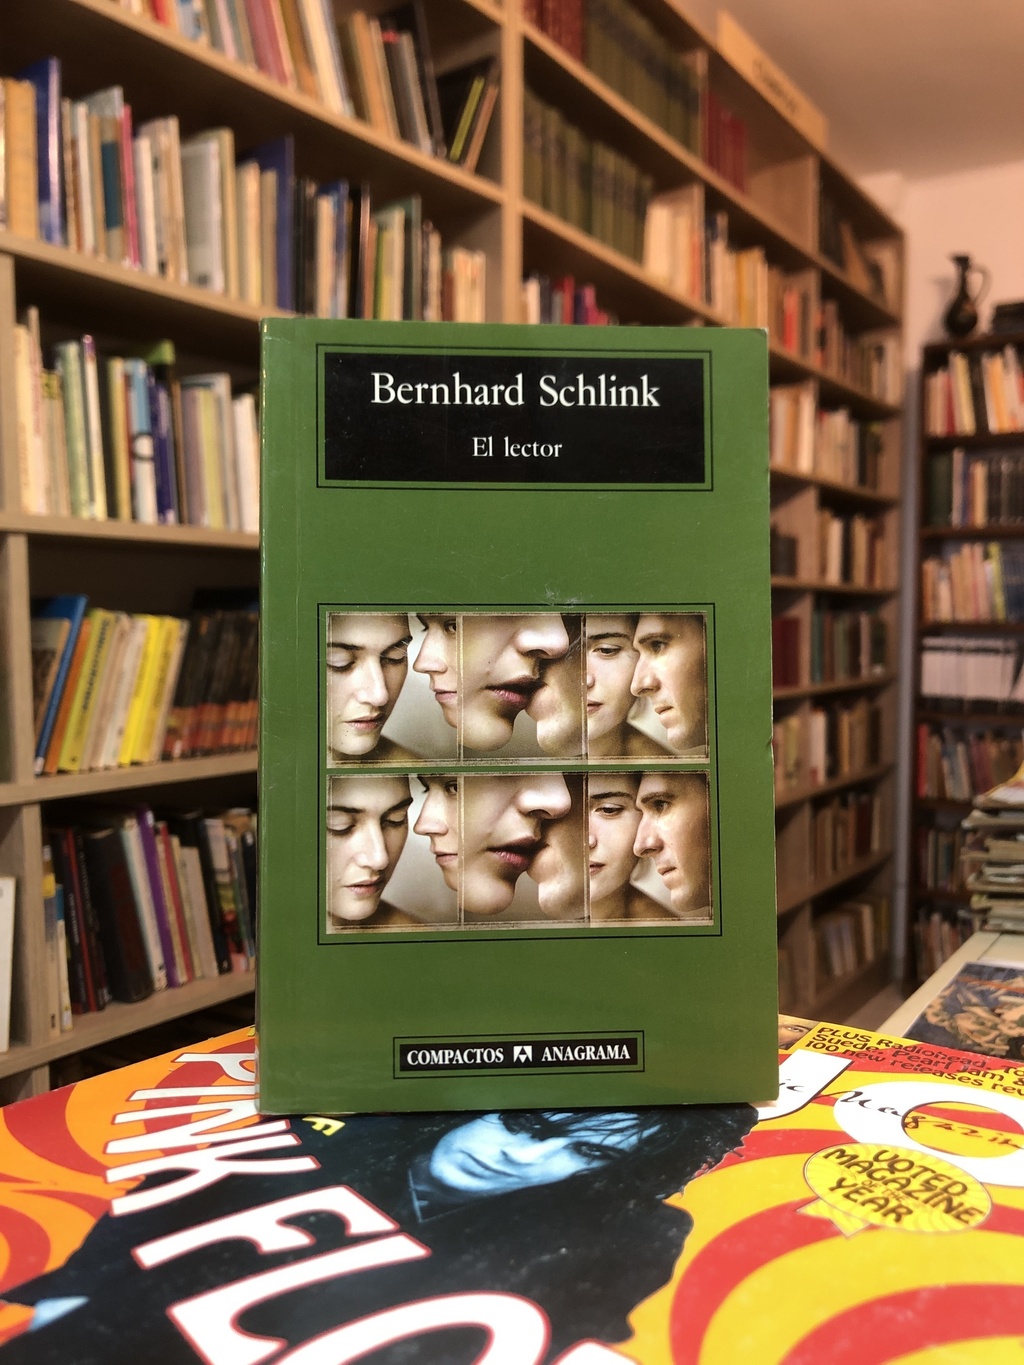 Bernhard Schlink
El lector
COMPACTOS ANAGRAMA
PLUS Radiohead,
Suede, Pearl Jam &
100 new releases
PINK FLO
VOTED
MAGAZINE
OF THE
YEAR